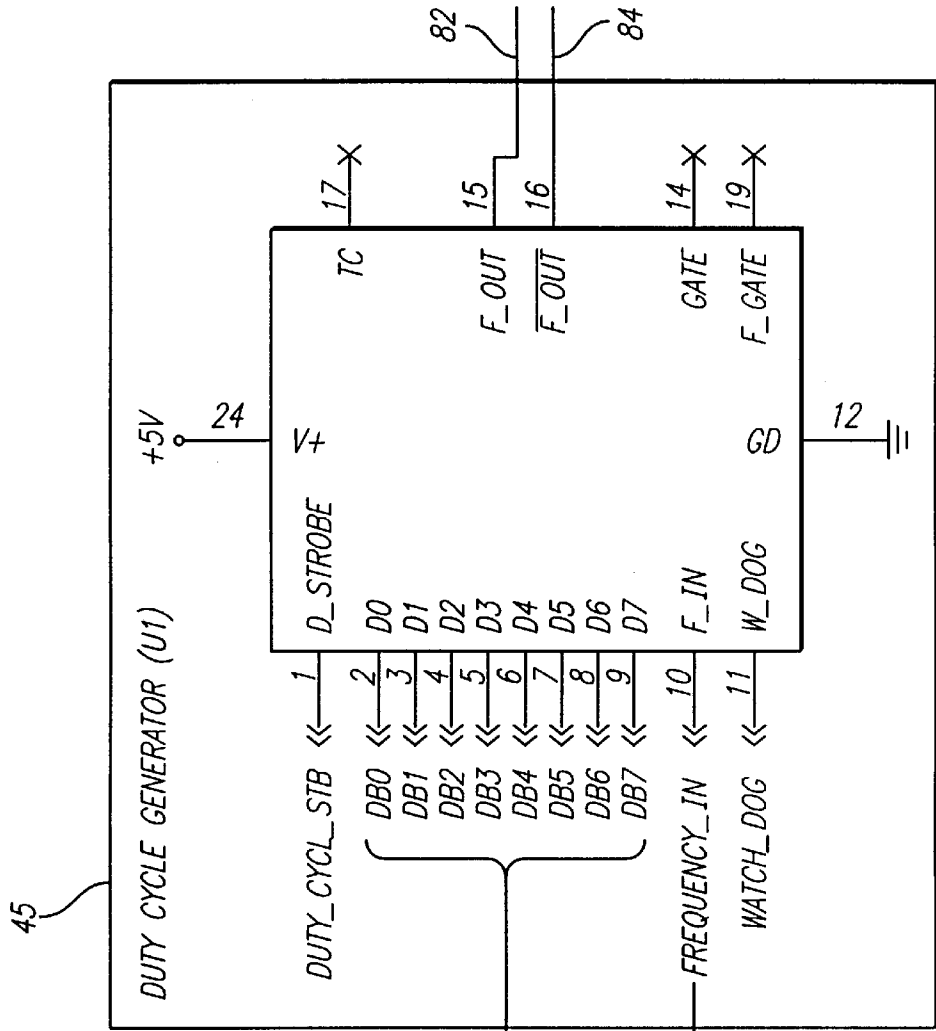 45
DUTY CYCLE GENERATOR (U1)
+5V
24
V+
DUTY_CYCL_STB 1 D_STROBE
DB0 2 D0
DB1 3 D1
DB2 4 D2
DB3 5 D3
DB4 6 D4
DB5 7 D5
DB6 8 D6
DB7 9 D7
FREQUENCY_IN 10 F_IN
WATCH_DOG 11 W_DOG
TC 17
F_OUT 15
F_OUT 16
82
84
GATE 14
F_GATE 19
GD
12